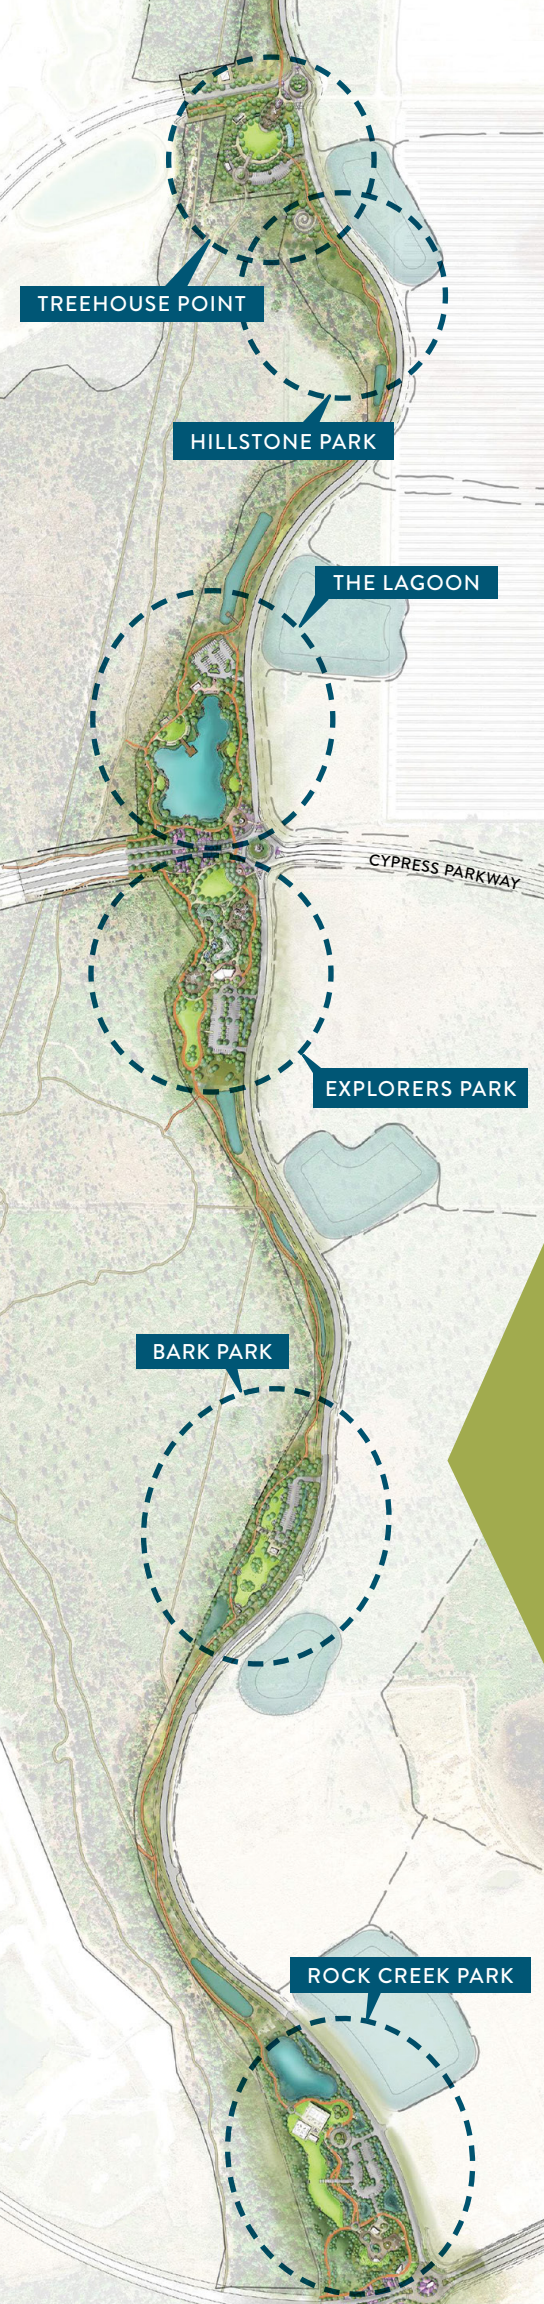 TREEHOUSE POINT
HILLSTONE PARK
THE LAGOON
CYPRESS PARKWAY
EXPLORERS PARK
BARK PARK
ROCK CREEK PARK